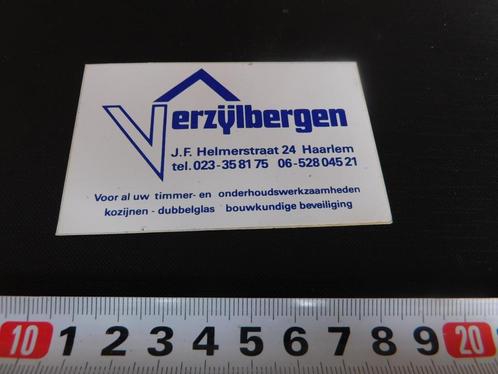 Verzÿlbergen
J.F. Helmerstraat 24 Haarlem
tel. 023-35 81 75 06-528 045 21
Voor al uw timmer- en onderhoudswerkzaamheden
kozijnen - dubbelglas bouwkundige beveiliging
10 1 2 3 4 5 6 7 8 9 20